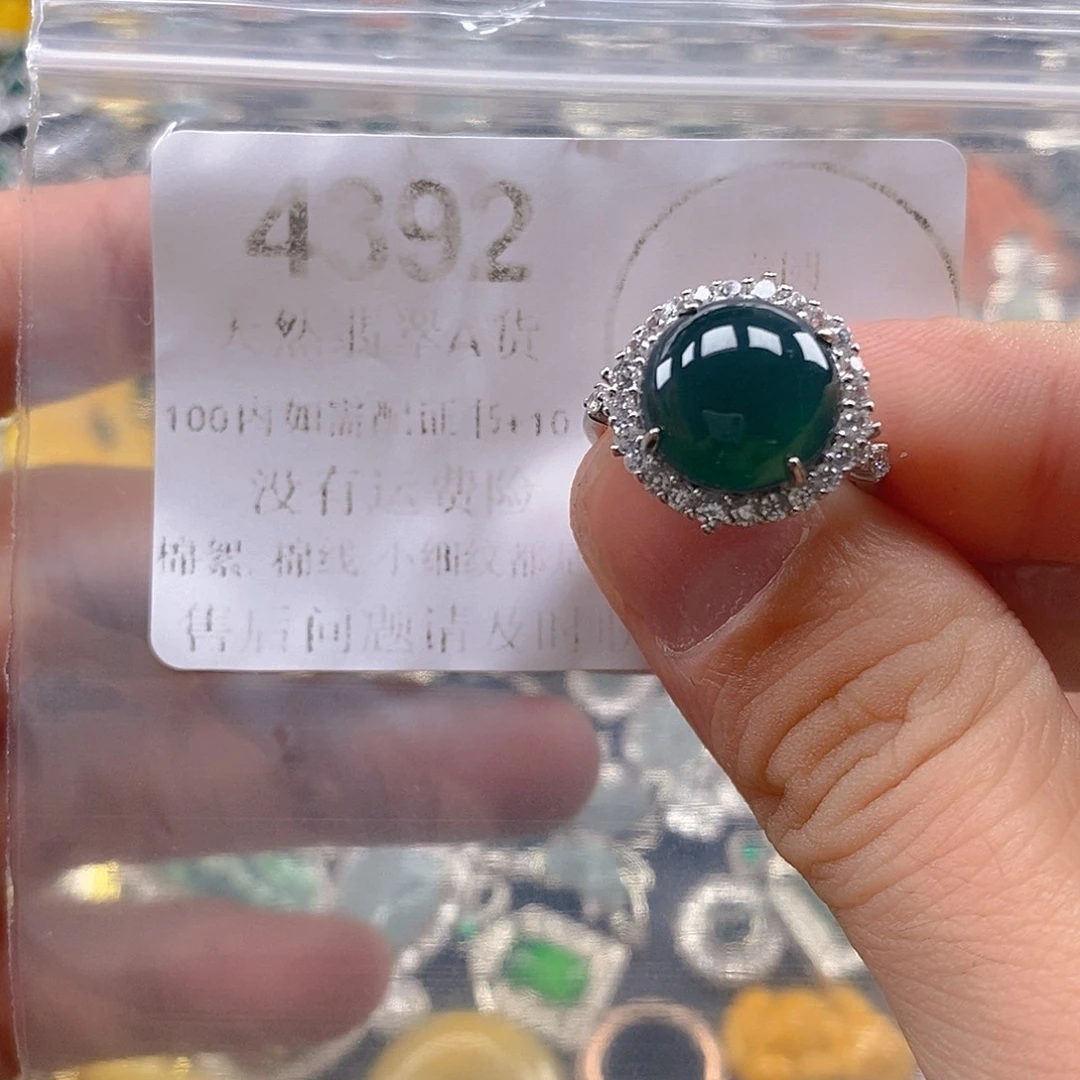 4392
天然翡翠A货
100内如需配证书+10
没有运费险
棉絮 棉线 小细纹都是
售后问题请及时